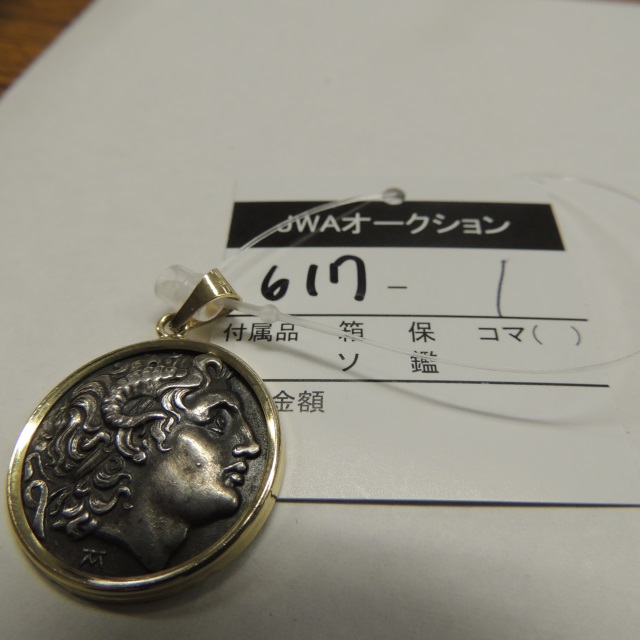 JWAオークション
617 - 1
付属品 箱 保 コマ( )
ソ 鑑
金額